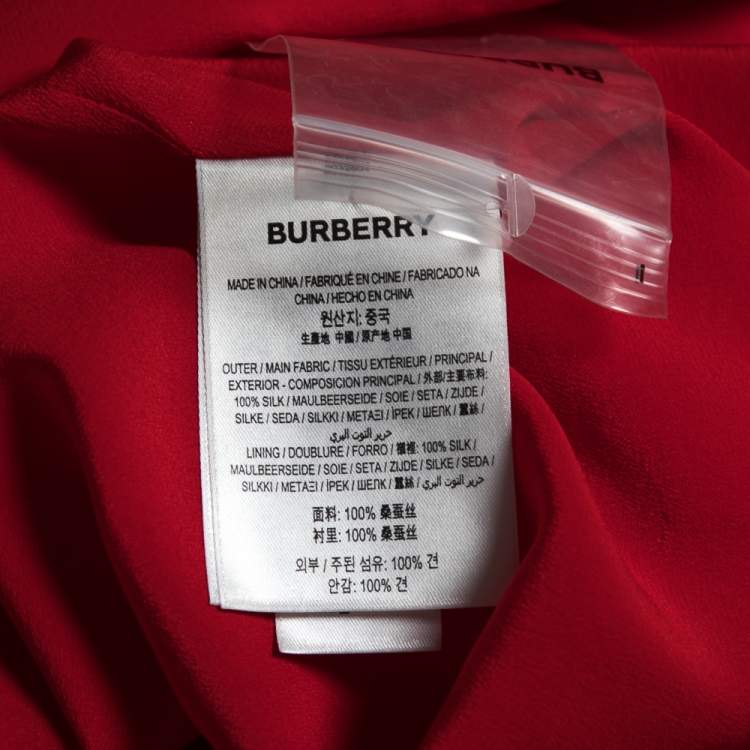 BURBERRY
MADE IN CHINA / FABRIQUÉ EN CHINE / FABRICADO NA
CHINA / HECHO EN CHINA
원산지: 중국
生產地 中國 / 原产地 中国
OUTER / MAIN FABRIC / TISSU EXTÉRIEUR / PRINCIPAL /
EXTERIOR - COMPOSICIÓN PRINCIPAL / 外部/主要布料:
100% SILK / MAULBEERSEIDE / SOIE / SETA / ZIJDE /
SILKE / SEDA / SILKKI / ΜΕΤΑΞΙ / İPEK / ШЕЛК / 蠶絲 /
حرير التوت البري
LINING / DOUBLURE / FORRO / 襯裡: 100% SILK /
MAULBEERSEIDE / SOIE / SETA / ZIJDE / SILKE / SEDA /
SILKKI / ΜΕΤΑΞΙ / İPEK / ШЕЛК / 蠶絲 / حرير التوت البري
面料: 100% 桑蚕丝
衬里: 100% 桑蚕丝
외부 / 주된 섬유: 100% 견
안감: 100% 견